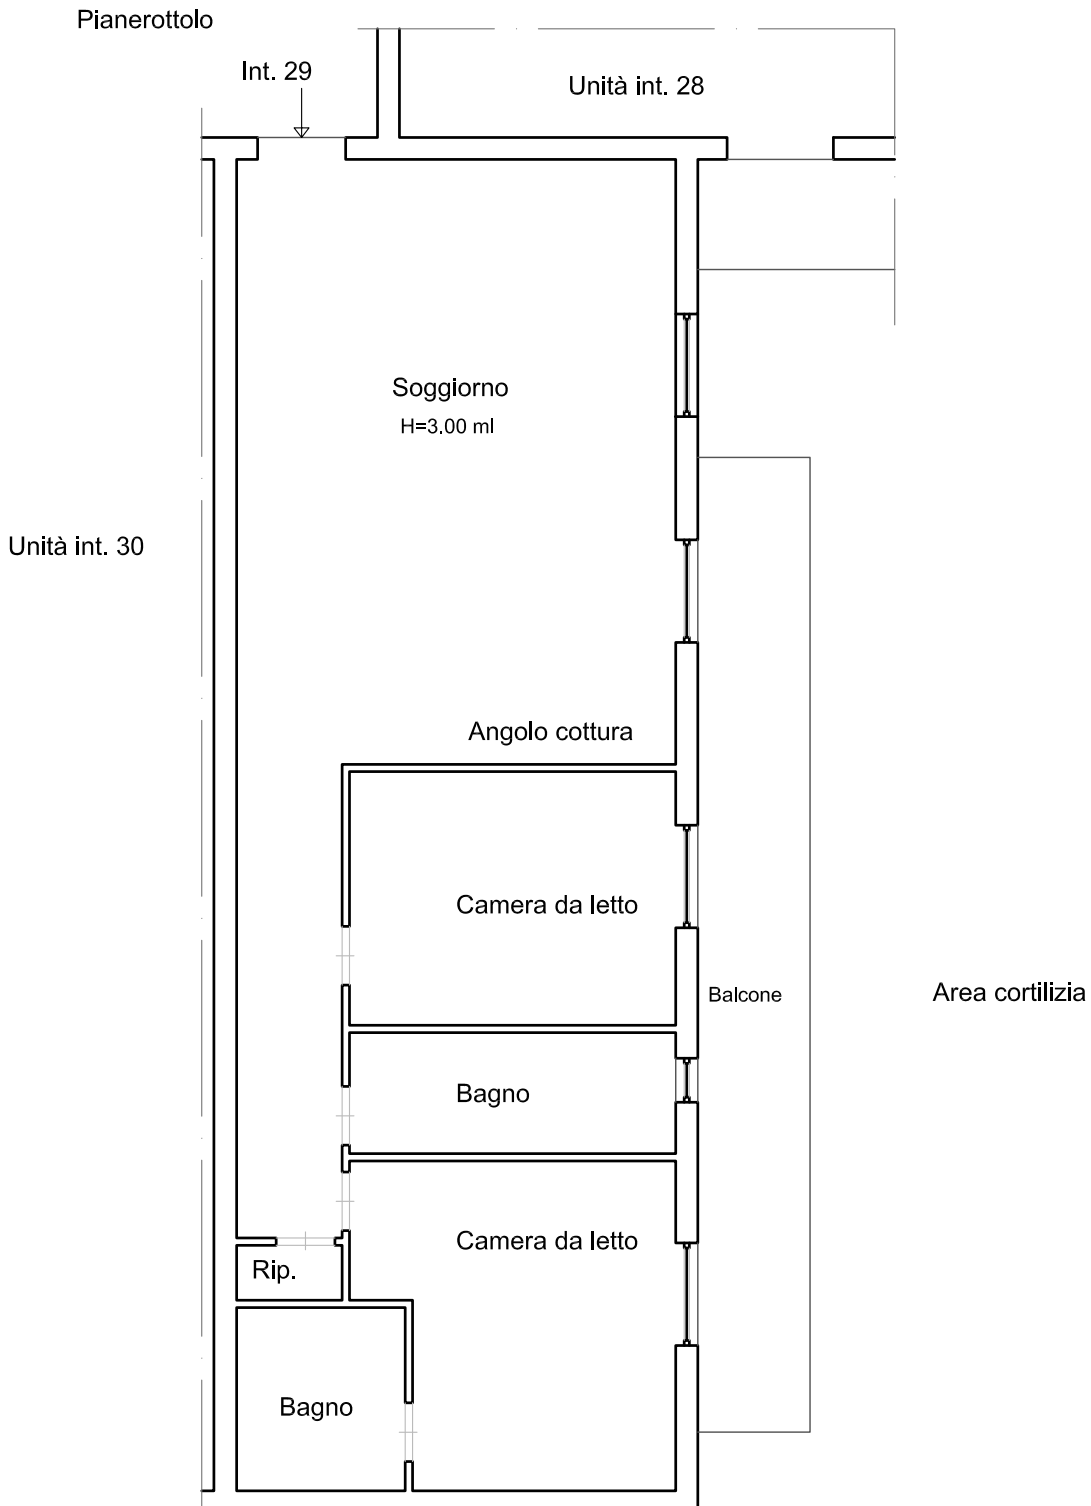 Pianerottolo
Int. 29
Unità int. 28
Soggiorno
H=3.00 ml
Unità int. 30
Angolo cottura
Camera da letto
Balcone
Area cortilizia
Bagno
Camera da letto
Rip.
Bagno